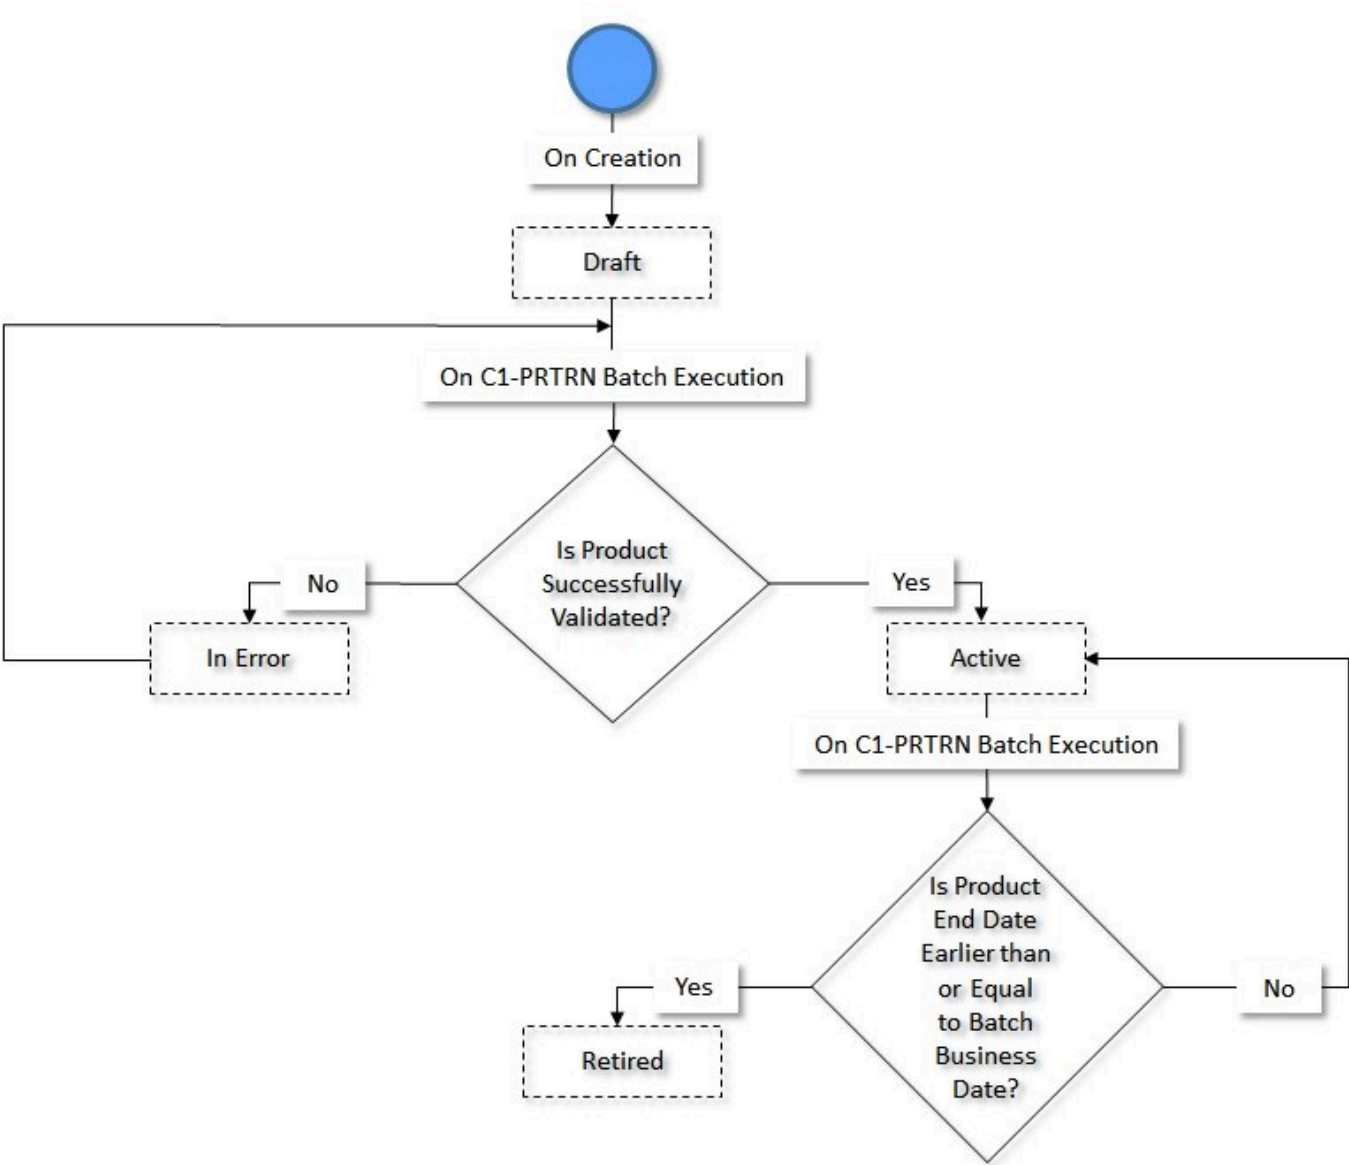 On Creation
Draft
On C1-PRTRN Batch Execution
Is Product
Successfully
Validated?
No
Yes
In Error
Active
On C1-PRTRN Batch Execution
Is Product
End Date
Earlier than
or Equal
to Batch
Business
Date?
Yes
No
Retired